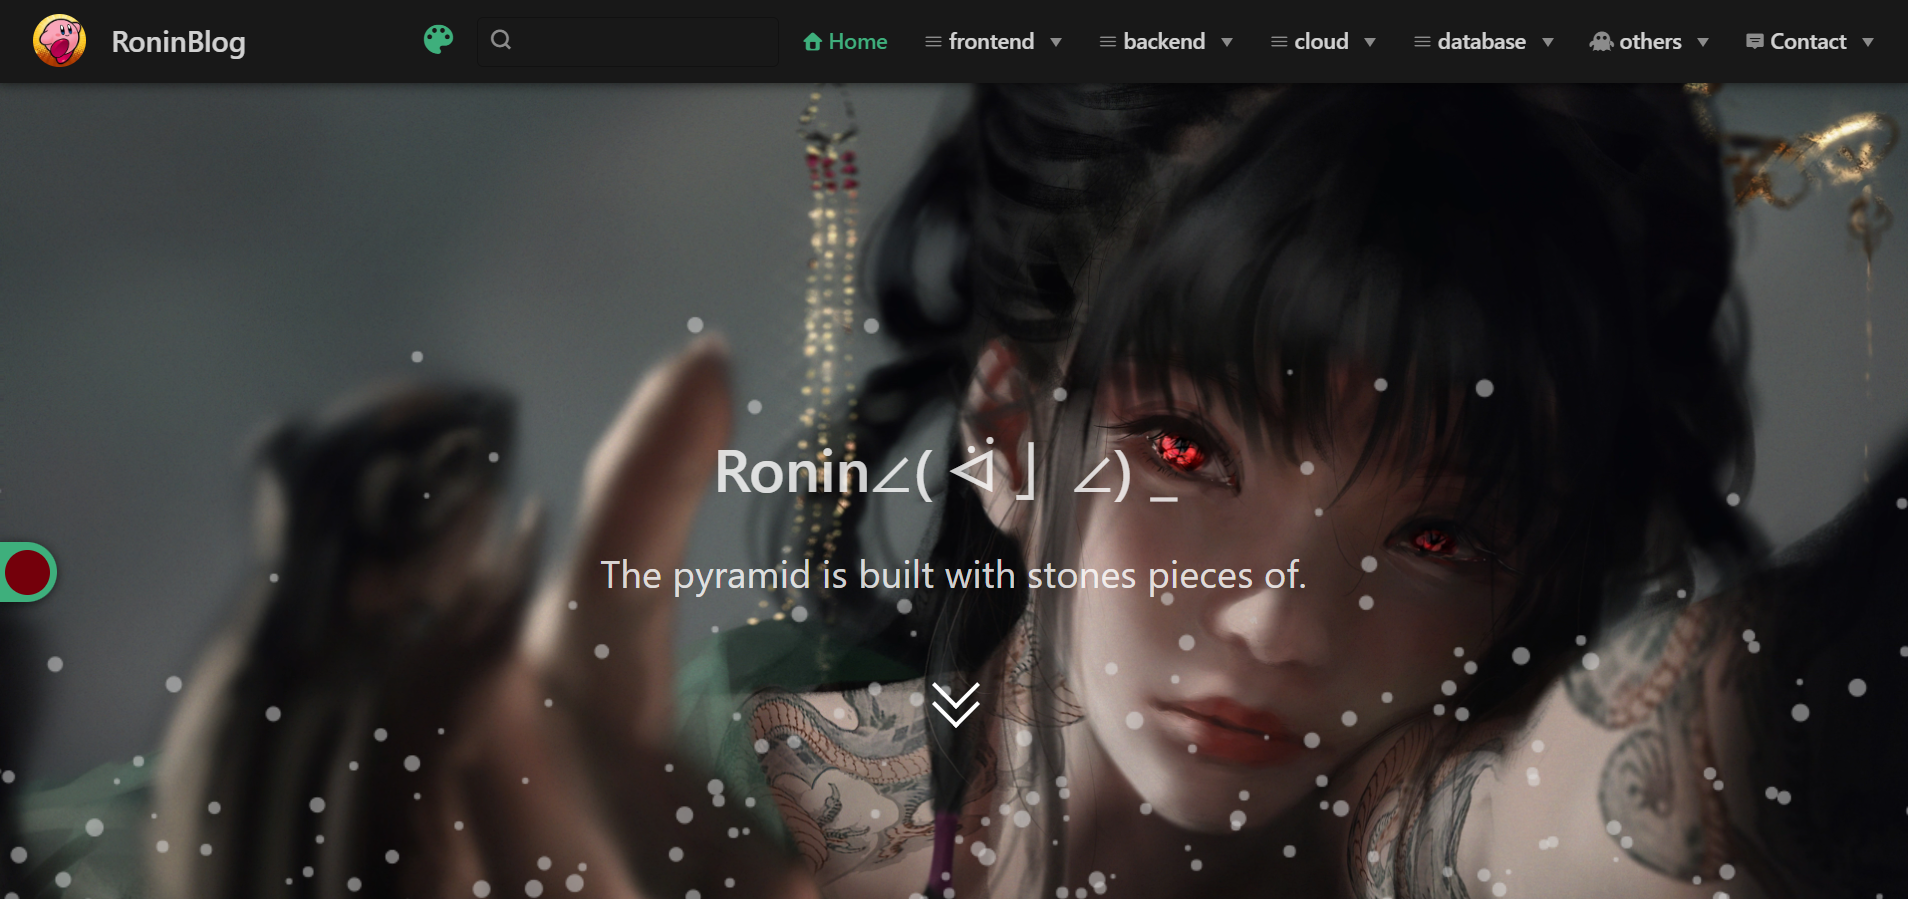 RoninBlog
Home
frontend
backend
cloud
database
others
Contact
Ronin∠( ᐛ 」∠) _
The pyramid is built with stones pieces of.